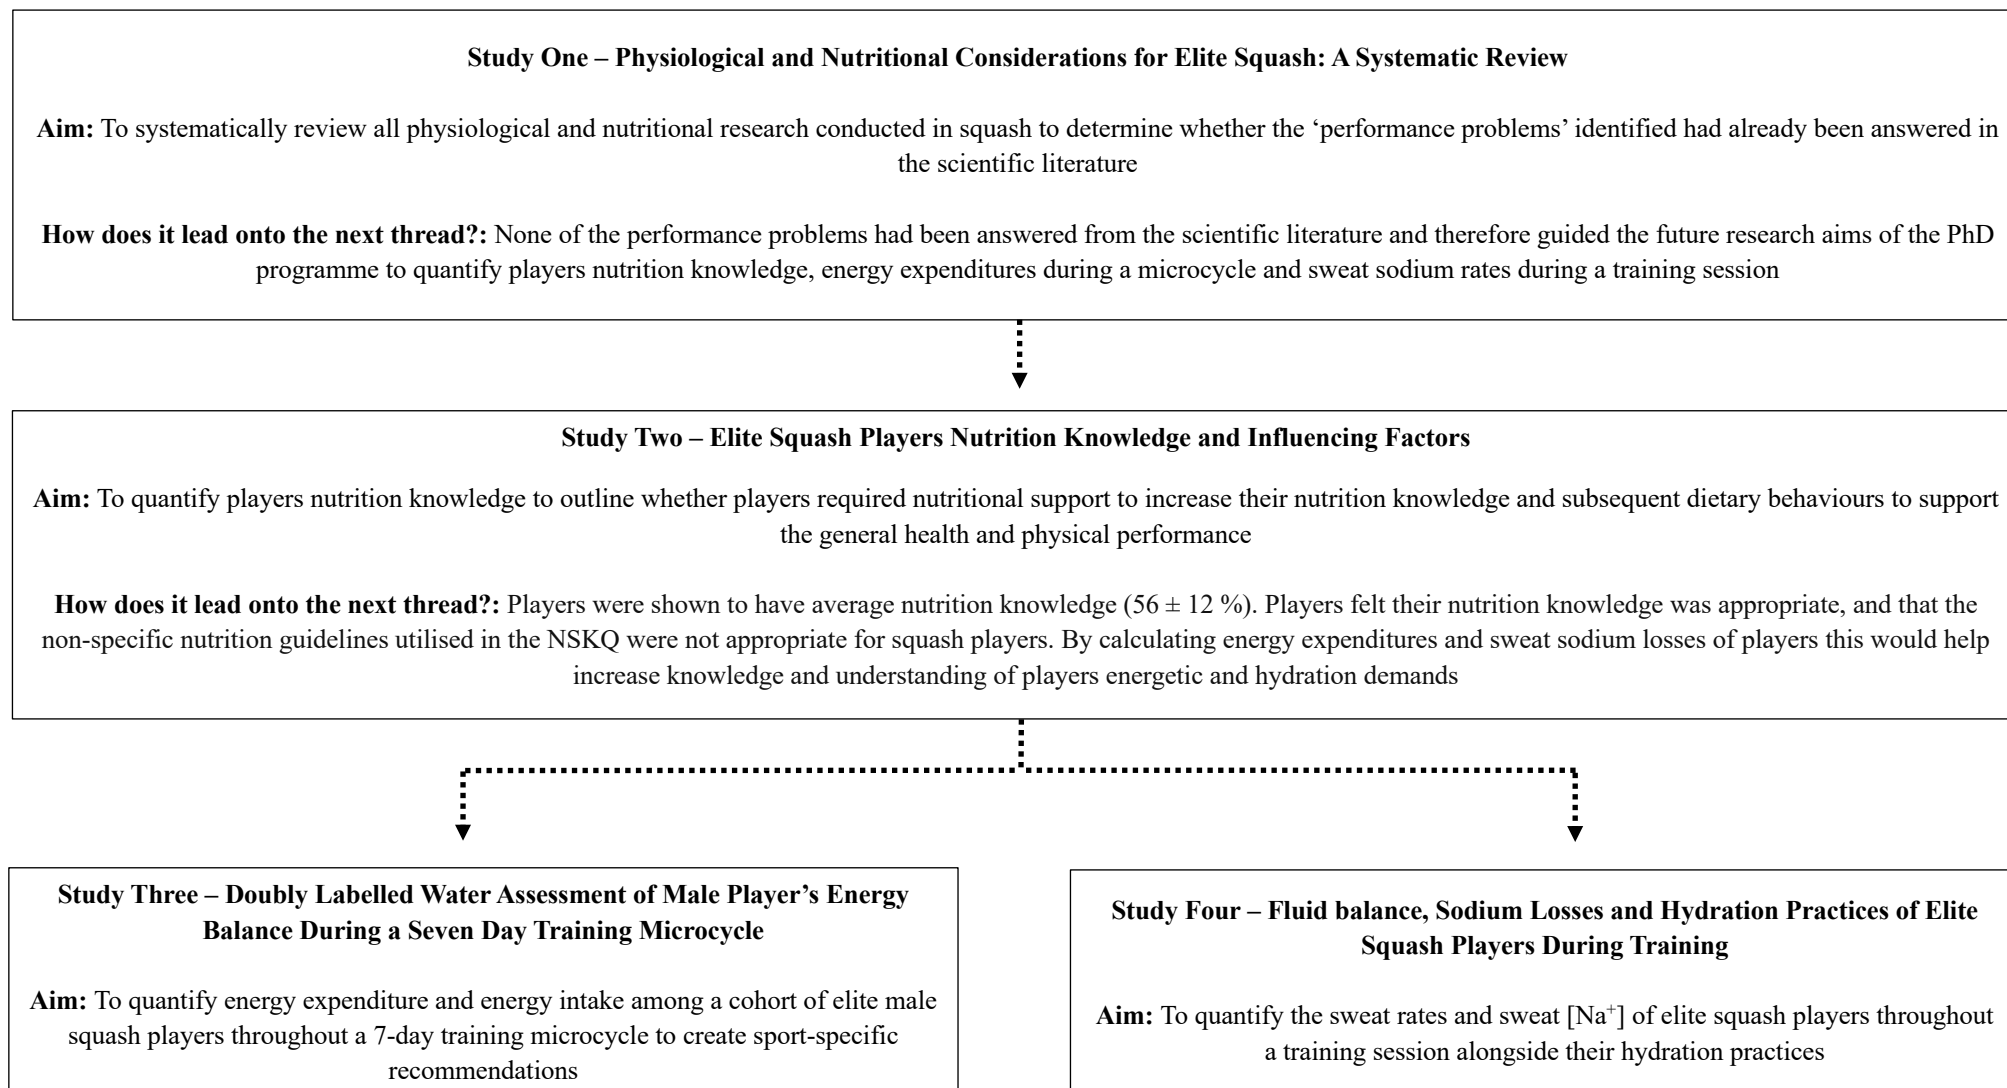 Study One – Physiological and Nutritional Considerations for Elite Squash: A Systematic Review
Aim: To systematically review all physiological and nutritional research conducted in squash to determine whether the ‘performance problems’ identified had already been answered in
the scientific literature
How does it lead onto the next thread?: None of the performance problems had been answered from the scientific literature and therefore guided the future research aims of the PhD
programme to quantify players nutrition knowledge, energy expenditures during a microcycle and sweat sodium rates during a training session
Study Two – Elite Squash Players Nutrition Knowledge and Influencing Factors
Aim: To quantify players nutrition knowledge to outline whether players required nutritional support to increase their nutrition knowledge and subsequent dietary behaviours to support
the general health and physical performance
How does it lead onto the next thread?: Players were shown to have average nutrition knowledge (56 ± 12 %). Players felt their nutrition knowledge was appropriate, and that the
non-specific nutrition guidelines utilised in the NSKQ were not appropriate for squash players. By calculating energy expenditures and sweat sodium losses of players this would help
increase knowledge and understanding of players energetic and hydration demands
Study Three – Doubly Labelled Water Assessment of Male Player’s Energy
Balance During a Seven Day Training Microcycle
Aim: To quantify energy expenditure and energy intake among a cohort of elite male
squash players throughout a 7-day training microcycle to create sport-specific
recommendations
Study Four – Fluid balance, Sodium Losses and Hydration Practices of Elite
Squash Players During Training
Aim: To quantify the sweat rates and sweat [Na⁺] of elite squash players throughout
a training session alongside their hydration practices